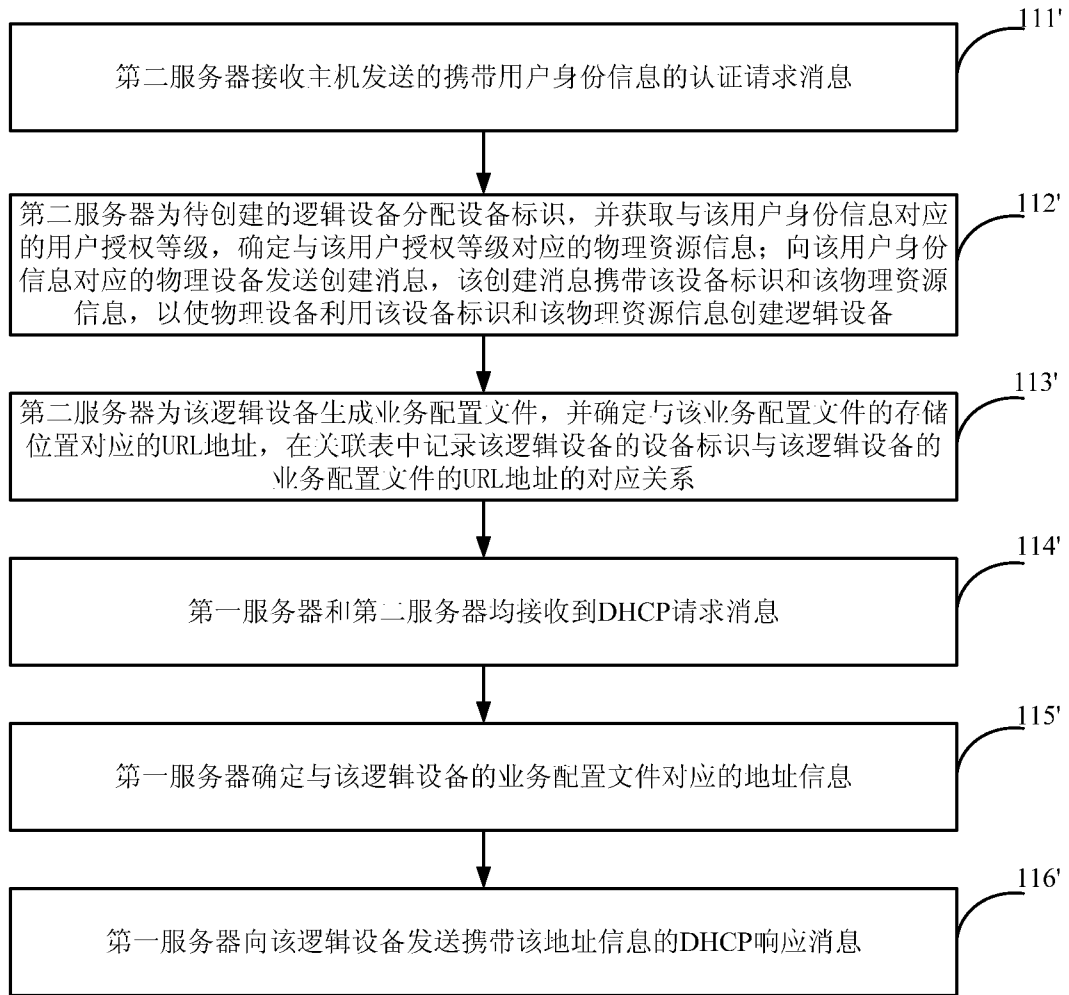 111'
第二服务器接收主机发送的携带用户身份信息的认证请求消息
112'
第二服务器为待创建的逻辑设备分配设备标识，并获取与该用户身份信息对应
的用户授权等级，确定与该用户授权等级对应的物理资源信息；向该用户身份
信息对应的物理设备发送创建消息，该创建消息携带该设备标识和该物理资源
信息，以使物理设备利用该设备标识和该物理资源信息创建逻辑设备
113'
第二服务器为该逻辑设备生成业务配置文件，并确定与该业务配置文件的存储
位置对应的URL地址，在关联表中记录该逻辑设备的设备标识与该逻辑设备的
业务配置文件的URL地址的对应关系
114'
第一服务器和第二服务器均接收到DHCP请求消息
115'
第一服务器确定与该逻辑设备的业务配置文件对应的地址信息
116'
第一服务器向该逻辑设备发送携带该地址信息的DHCP响应消息